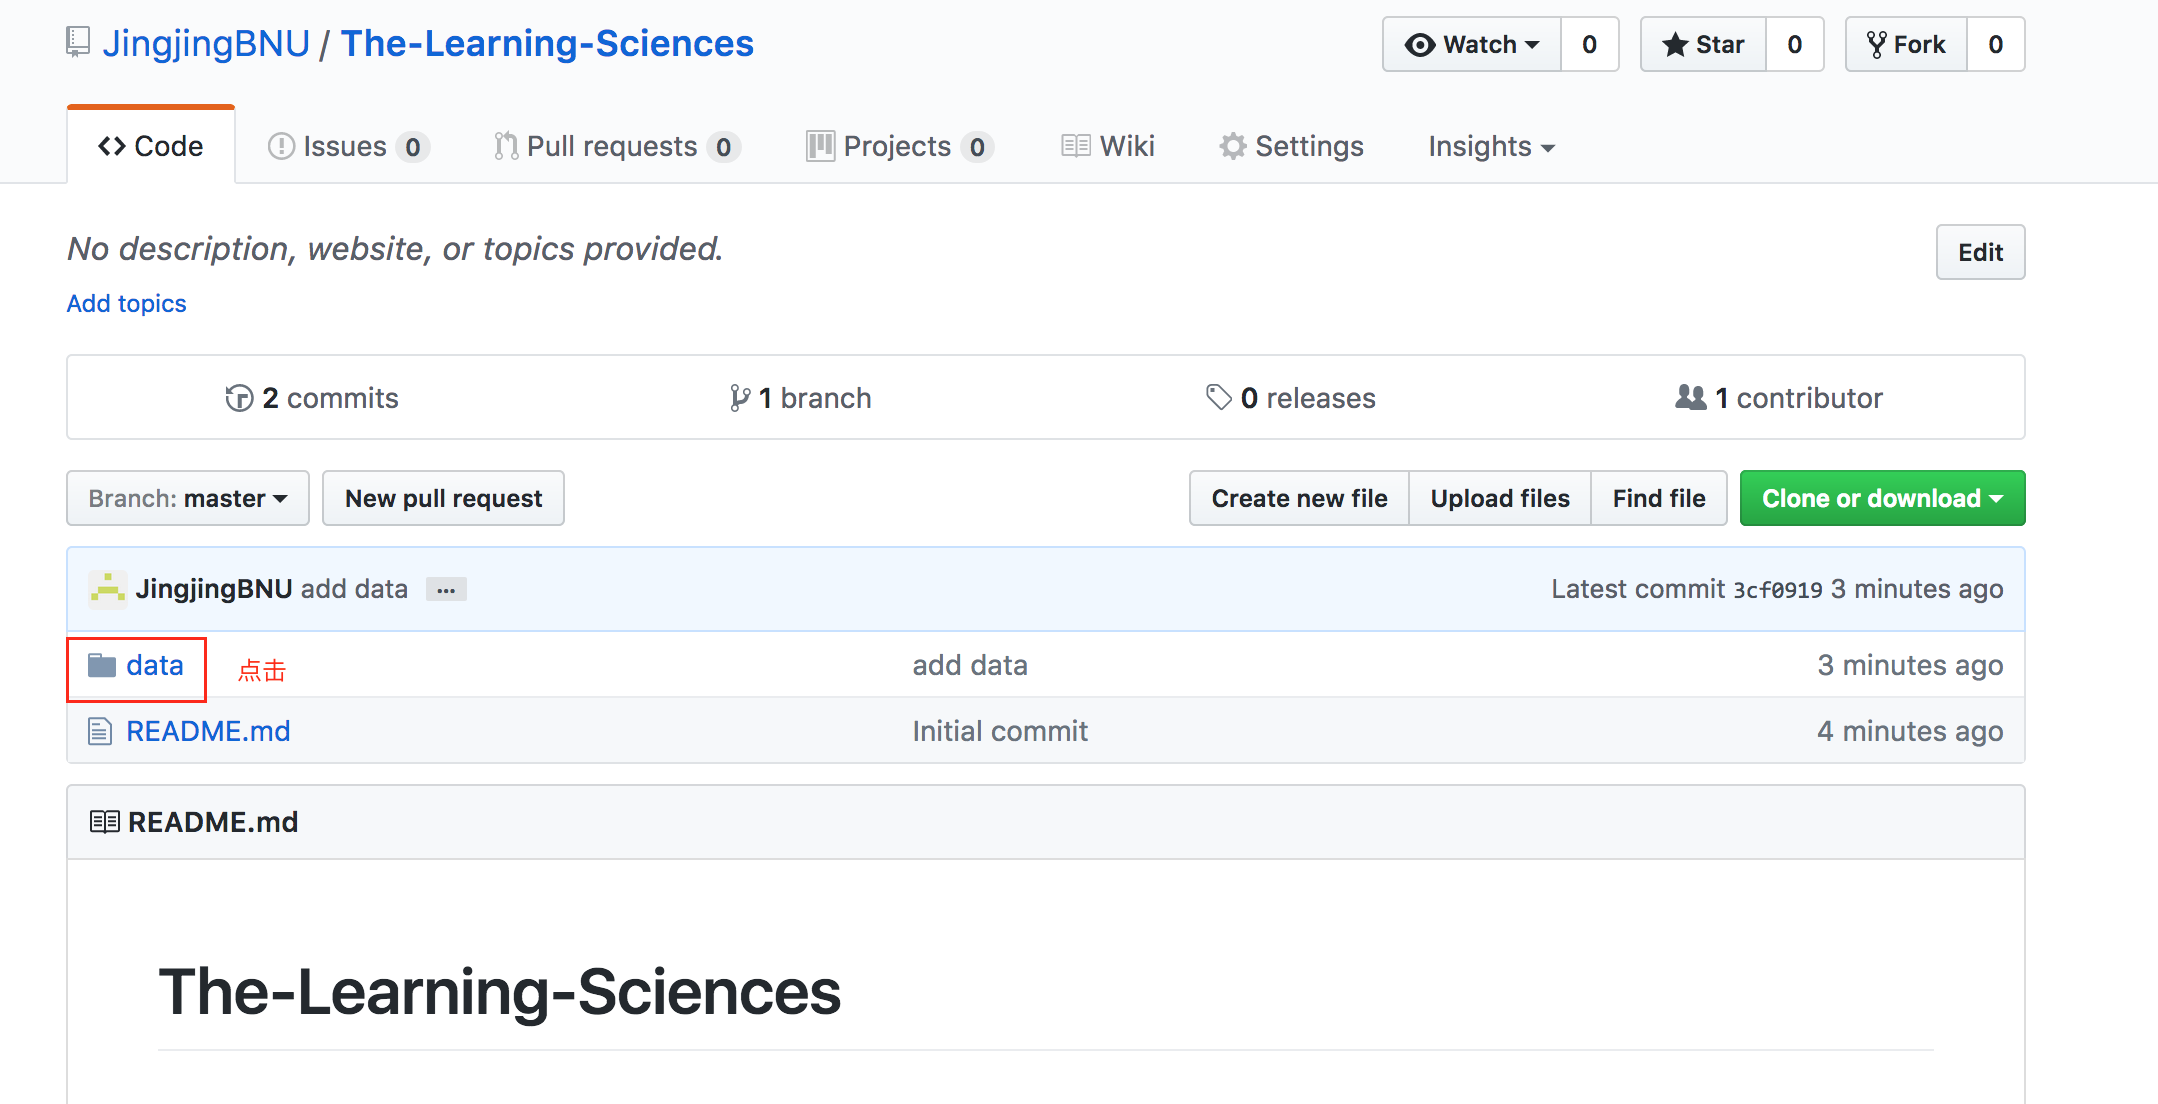 JingjingBNU / The-Learning-Sciences
Watch 0 Star 0 Fork 0
Code Issues 0 Pull requests 0 Projects 0 Wiki Settings Insights
No description, website, or topics provided.
Edit
Add topics
2 commits 1 branch 0 releases 1 contributor
Branch: master New pull request Create new file Upload files Find file Clone or download
JingjingBNU add data ... Latest commit 3cf0919 3 minutes ago
data 点击 add data 3 minutes ago
README.md Initial commit 4 minutes ago
README.md
The-Learning-Sciences